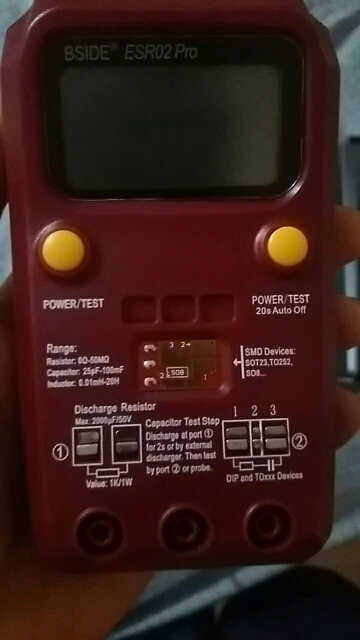 BSIDE® ESR02 Pro
POWER/TEST
POWER/TEST
20s Auto Off
Range:
Resistor: 0Ω-50MΩ
Capacitor: 25pF-100mF
Inductor: 0.01mH-20H
3 2
2 SO8 1
SMD Devices:
SOT23,TO252,
SO8...
Discharge Resistor
Max. 2000µF/50V
①
Value: 1K/1W
Capacitor Test Step
Discharge at port ①
for 2s or by external
discharger. Then test
by port ② or probe.
1 2 3
②
DIP and TOxxx Devices